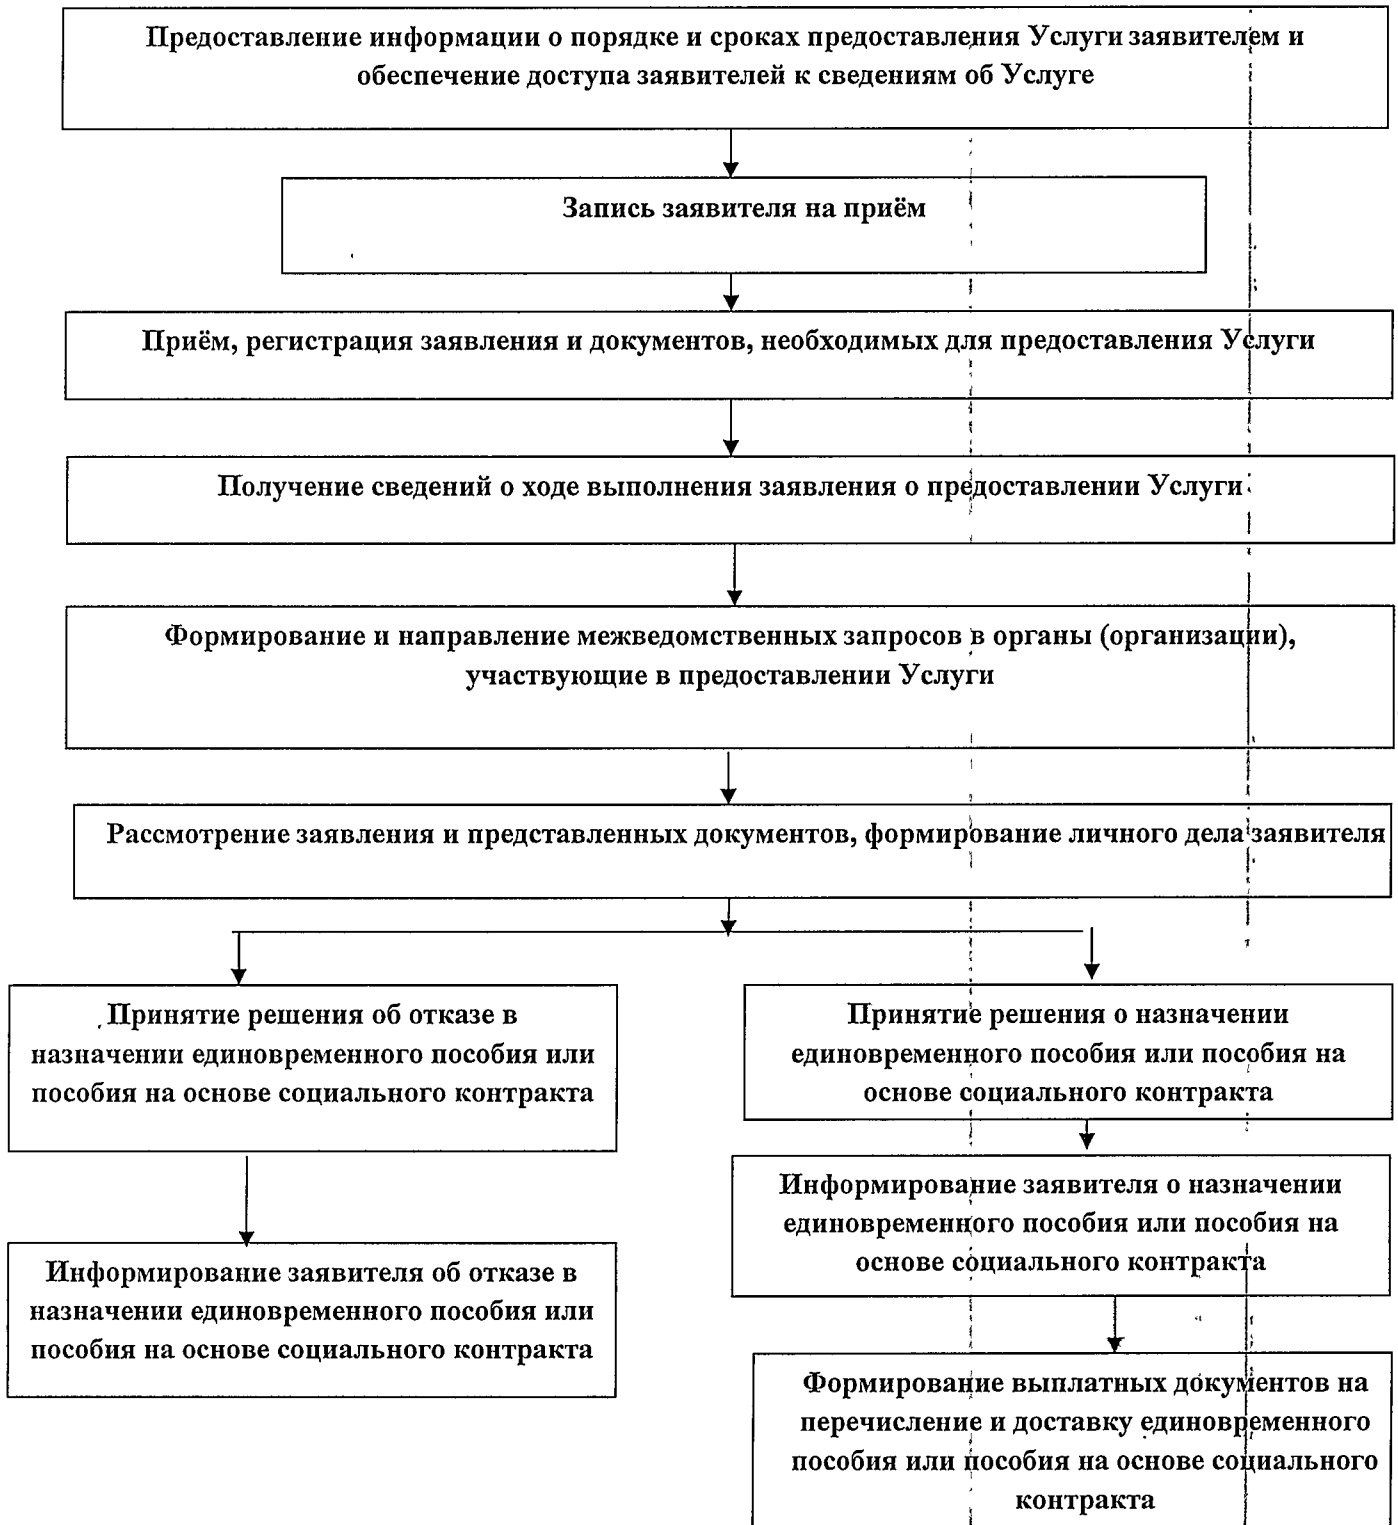 Предоставление информации о порядке и сроках предоставления Услуги заявителем и
обеспечение доступа заявителей к сведениям об Услуге
Запись заявителя на приём
Приём, регистрация заявления и документов, необходимых для предоставления Услуги
Получение сведений о ходе выполнения заявления о предоставлении Услуги
Формирование и направление межведомственных запросов в органы (организации),
участвующие в предоставлении Услуги
Рассмотрение заявления и представленных документов, формирование личного дела заявителя
Принятие решения об отказе в
назначении единовременного пособия или
пособия на основе социального контракта
Информирование заявителя об отказе в
назначении единовременного пособия или
пособия на основе социального контракта
Принятие решения о назначении
единовременного пособия или пособия на
основе социального контракта
Информирование заявителя о назначении
единовременного пособия или пособия на
основе социального контракта
Формирование выплатных документов на
перечисление и доставку единовременного
пособия или пособия на основе социального
контракта